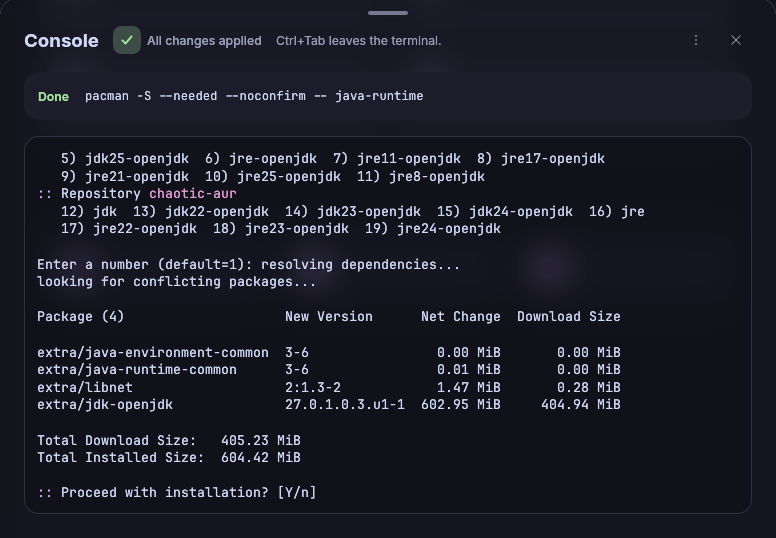 Console
All changes applied
Ctrl+Tab leaves the terminal.
Done pacman -S --needed --noconfirm -- java-runtime
5) jdk25-openjdk 6) jre-openjdk 7) jre11-openjdk 8) jre17-openjdk
9) jre21-openjdk 10) jre25-openjdk 11) jre8-openjdk
:: Repository chaotic-aur
12) jdk 13) jdk22-openjdk 14) jdk23-openjdk 15) jdk24-openjdk 16) jre
17) jre22-openjdk 18) jre23-openjdk 19) jre24-openjdk
Enter a number (default=1): resolving dependencies...
looking for conflicting packages...
Package (4) New Version Net Change Download Size
extra/java-environment-common 3-6 0.00 MiB 0.00 MiB
extra/java-runtime-common 3-6 0.01 MiB 0.00 MiB
extra/libnet 2:1.3-2 1.47 MiB 0.28 MiB
extra/jdk-openjdk 27.0.1.0.3.u1-1 602.95 MiB 404.94 MiB
Total Download Size: 405.23 MiB
Total Installed Size: 604.42 MiB
:: Proceed with installation? [Y/n]